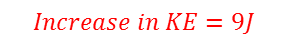 Increase in KE = 9J